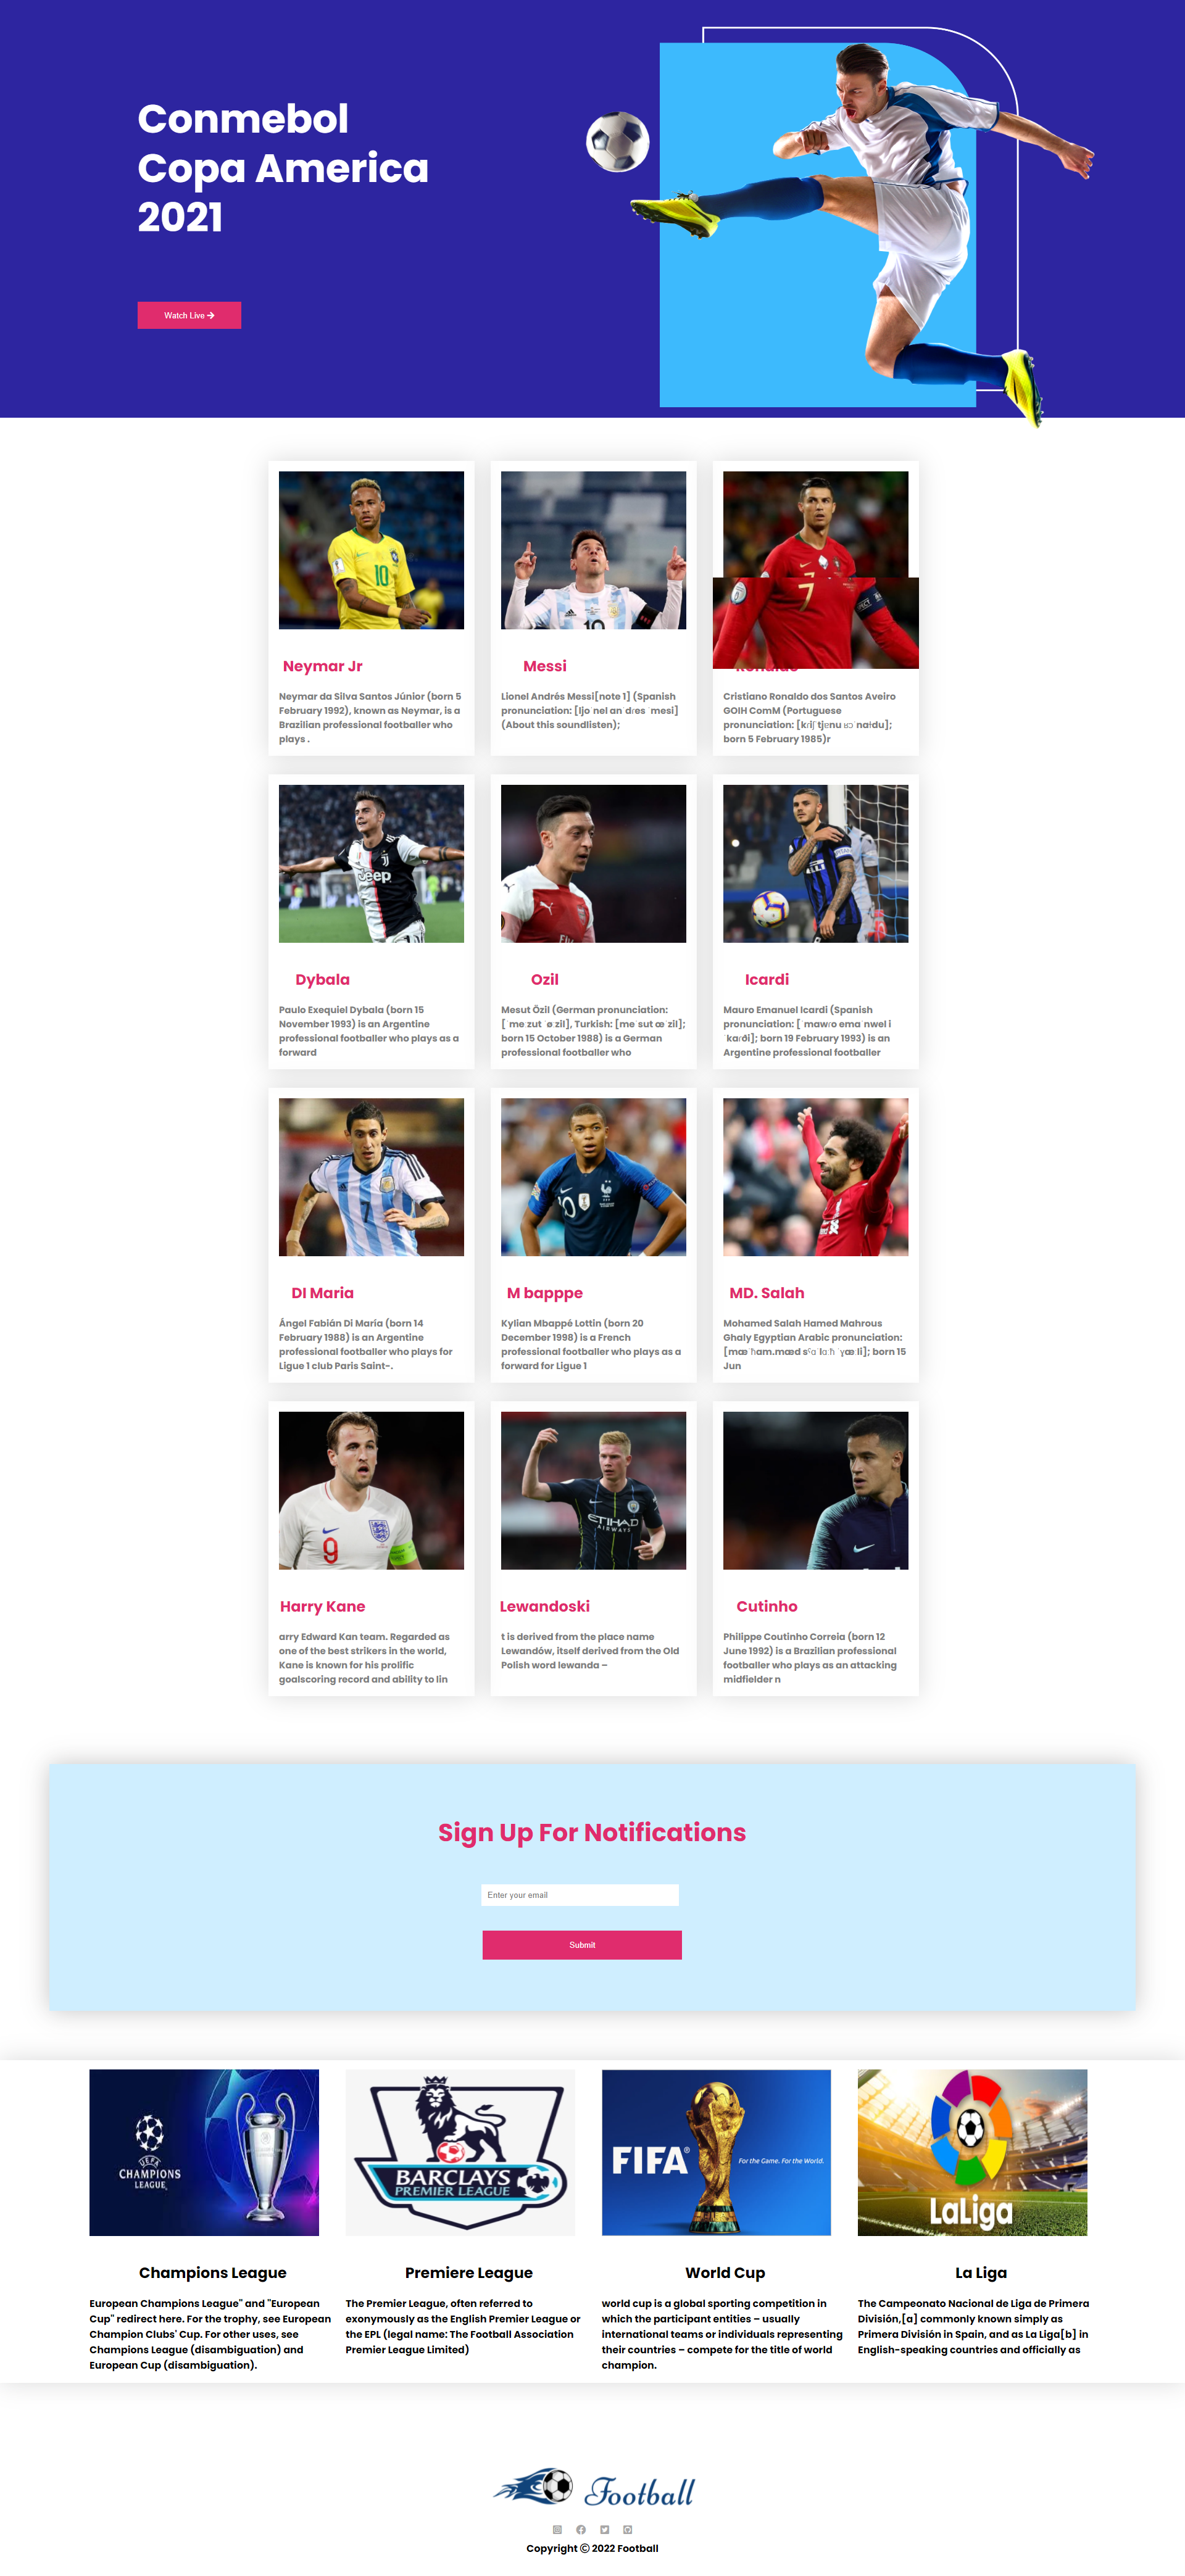 Conmebol
Copa America
2021
Watch Live
10
10
7
7
Neymar Jr
Messi
Neymar da Silva Santos Júnior (born 5
February 1992), known as Neymar, is a
Brazilian professional footballer who
plays .
Lionel Andrés Messi[note 1] (Spanish
pronunciation: [ljoˈnel anˈdɾes ˈmesi]
(About this soundlisten);
Cristiano Ronaldo dos Santos Aveiro
GOIH ComM (Portuguese
pronunciation: [kɾiʃˈtjɐnu ʁɔˈnaɫdu];
born 5 February 1985)r
Jeep
Dybala
Ozil
Icardi
Paulo Exequiel Dybala (born 15
November 1993) is an Argentine
professional footballer who plays as a
forward
Mesut Özil (German pronunciation:
[ˈmeːzut ˈøːzil], Turkish: [meˈsut œˈzil];
born 15 October 1988) is a German
professional footballer who
Mauro Emanuel Icardi (Spanish
pronunciation: [ˈmawɾo emaˈnwel i
ˈkaɾði]; born 19 February 1993) is an
Argentine professional footballer
7
10
DI Maria
M bapppe
MD. Salah
Ángel Fabián Di María (born 14
February 1988) is an Argentine
professional footballer who plays for
Ligue 1 club Paris Saint-.
Kylian Mbappé Lottin (born 20
December 1998) is a French
professional footballer who plays as a
forward for Ligue 1
Mohamed Salah Hamed Mahrous
Ghaly Egyptian Arabic pronunciation:
[mæˈħam.mæd sˤɑˈlɑːħ ˈɣæːli]; born 15
Jun
9
ETIHAD
AIRWAYS
Harry Kane
Lewandoski
Cutinho
arry Edward Kan team. Regarded as
one of the best strikers in the world,
Kane is known for his prolific
goalscoring record and ability to lin
t is derived from the place name
Lewandów, itself derived from the Old
Polish word lewanda –
Philippe Coutinho Correia (born 12
June 1992) is a Brazilian professional
footballer who plays as an attacking
midfielder n
Sign Up For Notifications
Enter your email
Submit
UEFA
CHAMPIONS
LEAGUE
BARCLAYS
PREMIER LEAGUE
FIFA®
For the Game. For the World.
LaLiga
Champions League
Premiere League
World Cup
La Liga
European Champions League" and "European
Cup" redirect here. For the trophy, see European
Champion Clubs' Cup. For other uses, see
Champions League (disambiguation) and
European Cup (disambiguation).
The Premier League, often referred to
exonymously as the English Premier League or
the EPL (legal name: The Football Association
Premier League Limited)
world cup is a global sporting competition in
which the participant entities – usually
international teams or individuals representing
their countries – compete for the title of world
champion.
The Campeonato Nacional de Liga de Primera
División,[a] commonly known simply as
Primera División in Spain, and as La Liga[b] in
English-speaking countries and officially as
Football
Copyright © 2022 Football